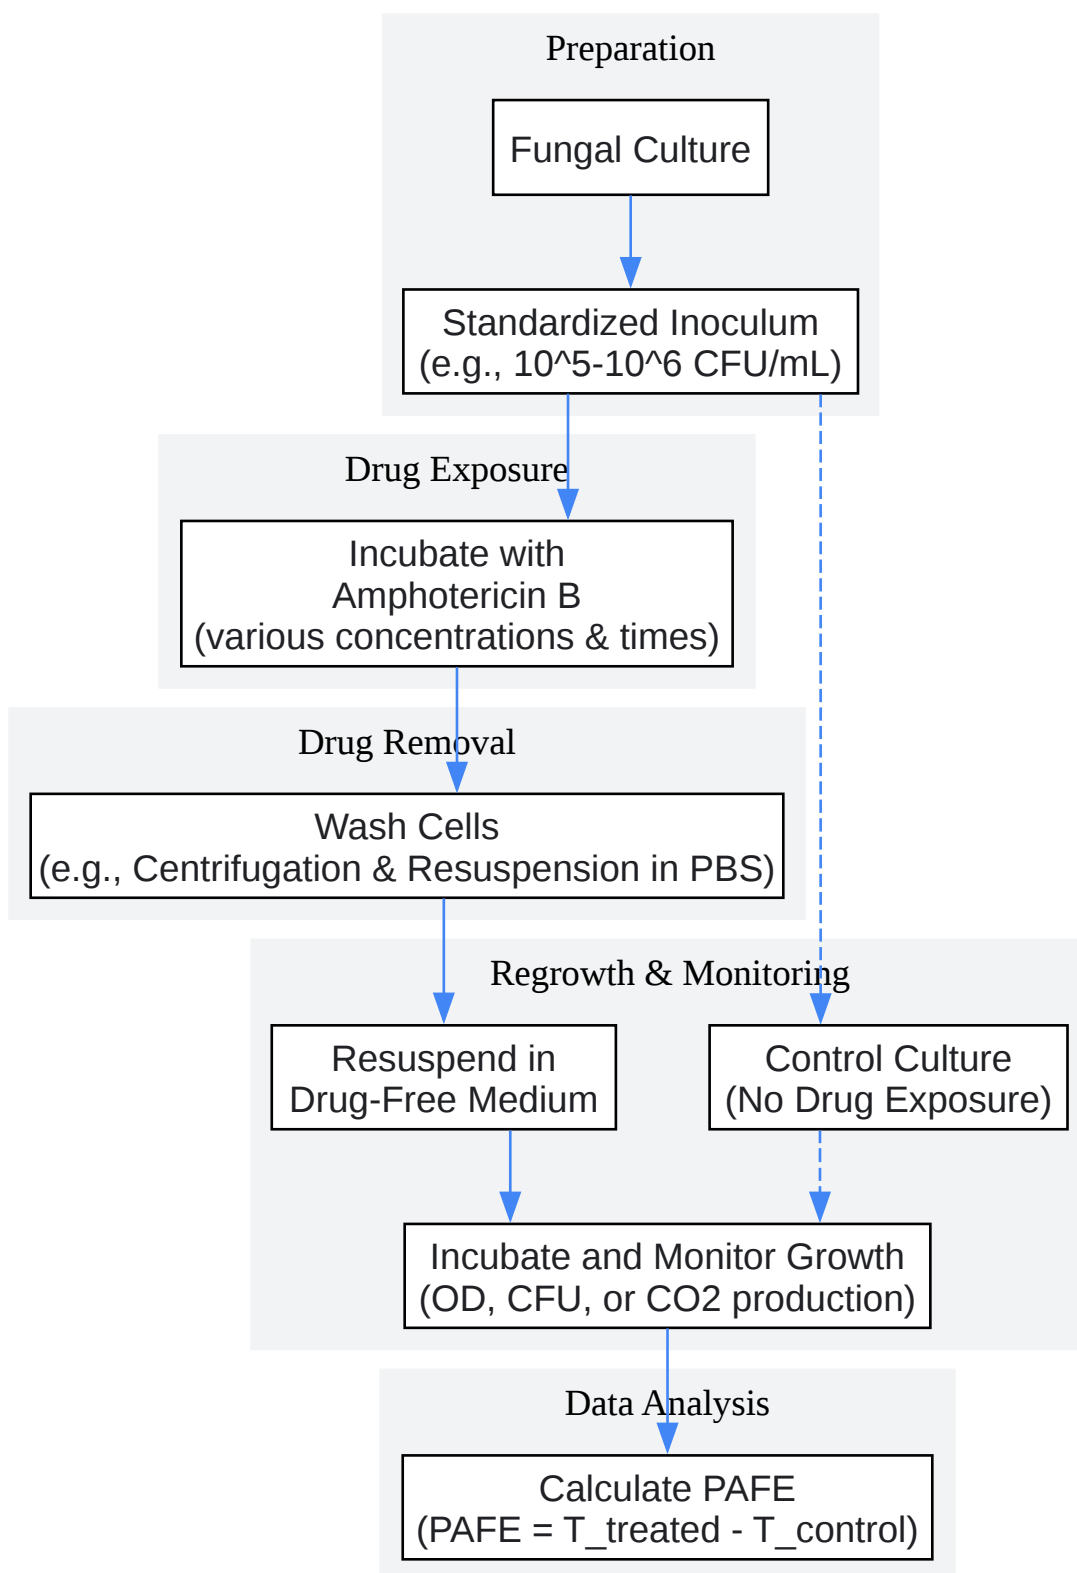 Preparation
Fungal Culture
Standardized Inoculum
(e.g., 10^5-10^6 CFU/mL)
Drug Exposure
Incubate with
Amphotericin B
(various concentrations & times)
Drug Removal
Wash Cells
(e.g., Centrifugation & Resuspension in PBS)
Regrowth & Monitoring
Resuspend in
Drug-Free Medium
Control Culture
(No Drug Exposure)
Incubate and Monitor Growth
(OD, CFU, or CO2 production)
Data Analysis
Calculate PAFE
(PAFE = T_treated - T_control)